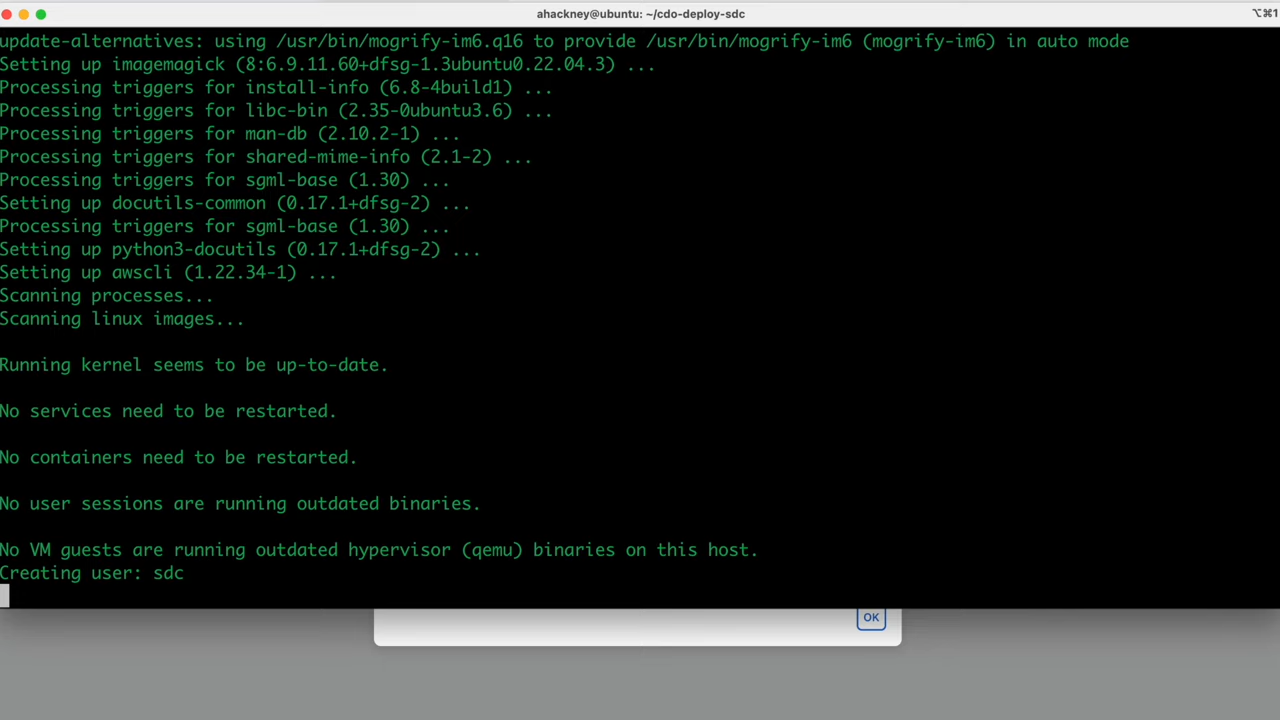 ahackney@ubuntu: ~/cdo-deploy-sdc
⌥⌘1
update-alternatives: using /usr/bin/mogrify-im6.q16 to provide /usr/bin/mogrify-im6 (mogrify-im6) in auto mode
Setting up imagemagick (8:6.9.11.60+dfsg-1.3ubuntu0.22.04.3) ...
Processing triggers for install-info (6.8-4build1) ...
Processing triggers for libc-bin (2.35-0ubuntu3.6) ...
Processing triggers for man-db (2.10.2-1) ...
Processing triggers for shared-mime-info (2.1-2) ...
Processing triggers for sgml-base (1.30) ...
Setting up docutils-common (0.17.1+dfsg-2) ...
Processing triggers for sgml-base (1.30) ...
Setting up python3-docutils (0.17.1+dfsg-2) ...
Setting up awscli (1.22.34-1) ...
Scanning processes...
Scanning linux images...
Running kernel seems to be up-to-date.
No services need to be restarted.
No containers need to be restarted.
No user sessions are running outdated binaries.
No VM guests are running outdated hypervisor (qemu) binaries on this host.
Creating user: sdc
OK